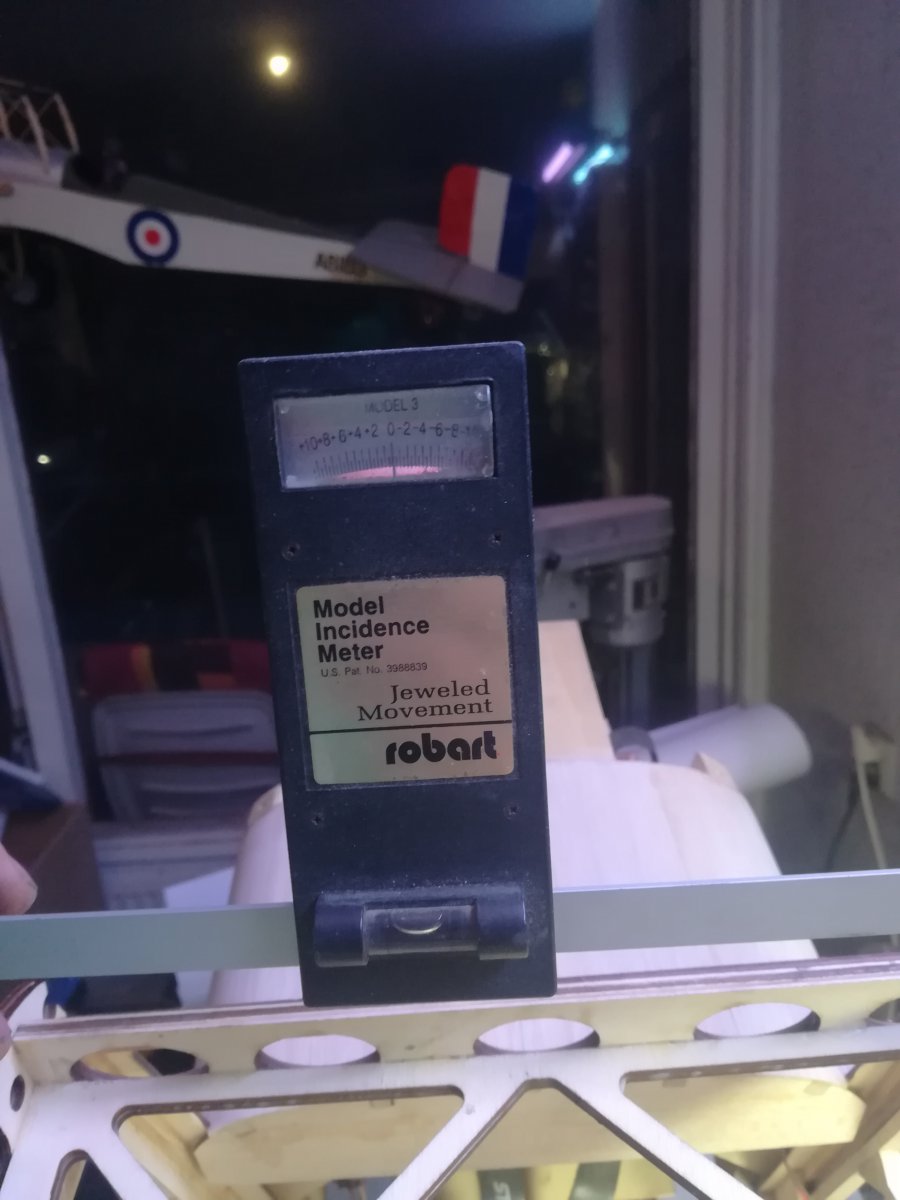 MODEL 3
+10+8+6+4+2 0-2-4-6-8-10
Model
Incidence
Meter
U.S. Pat. No. 3988839
Jeweled
Movement
robart